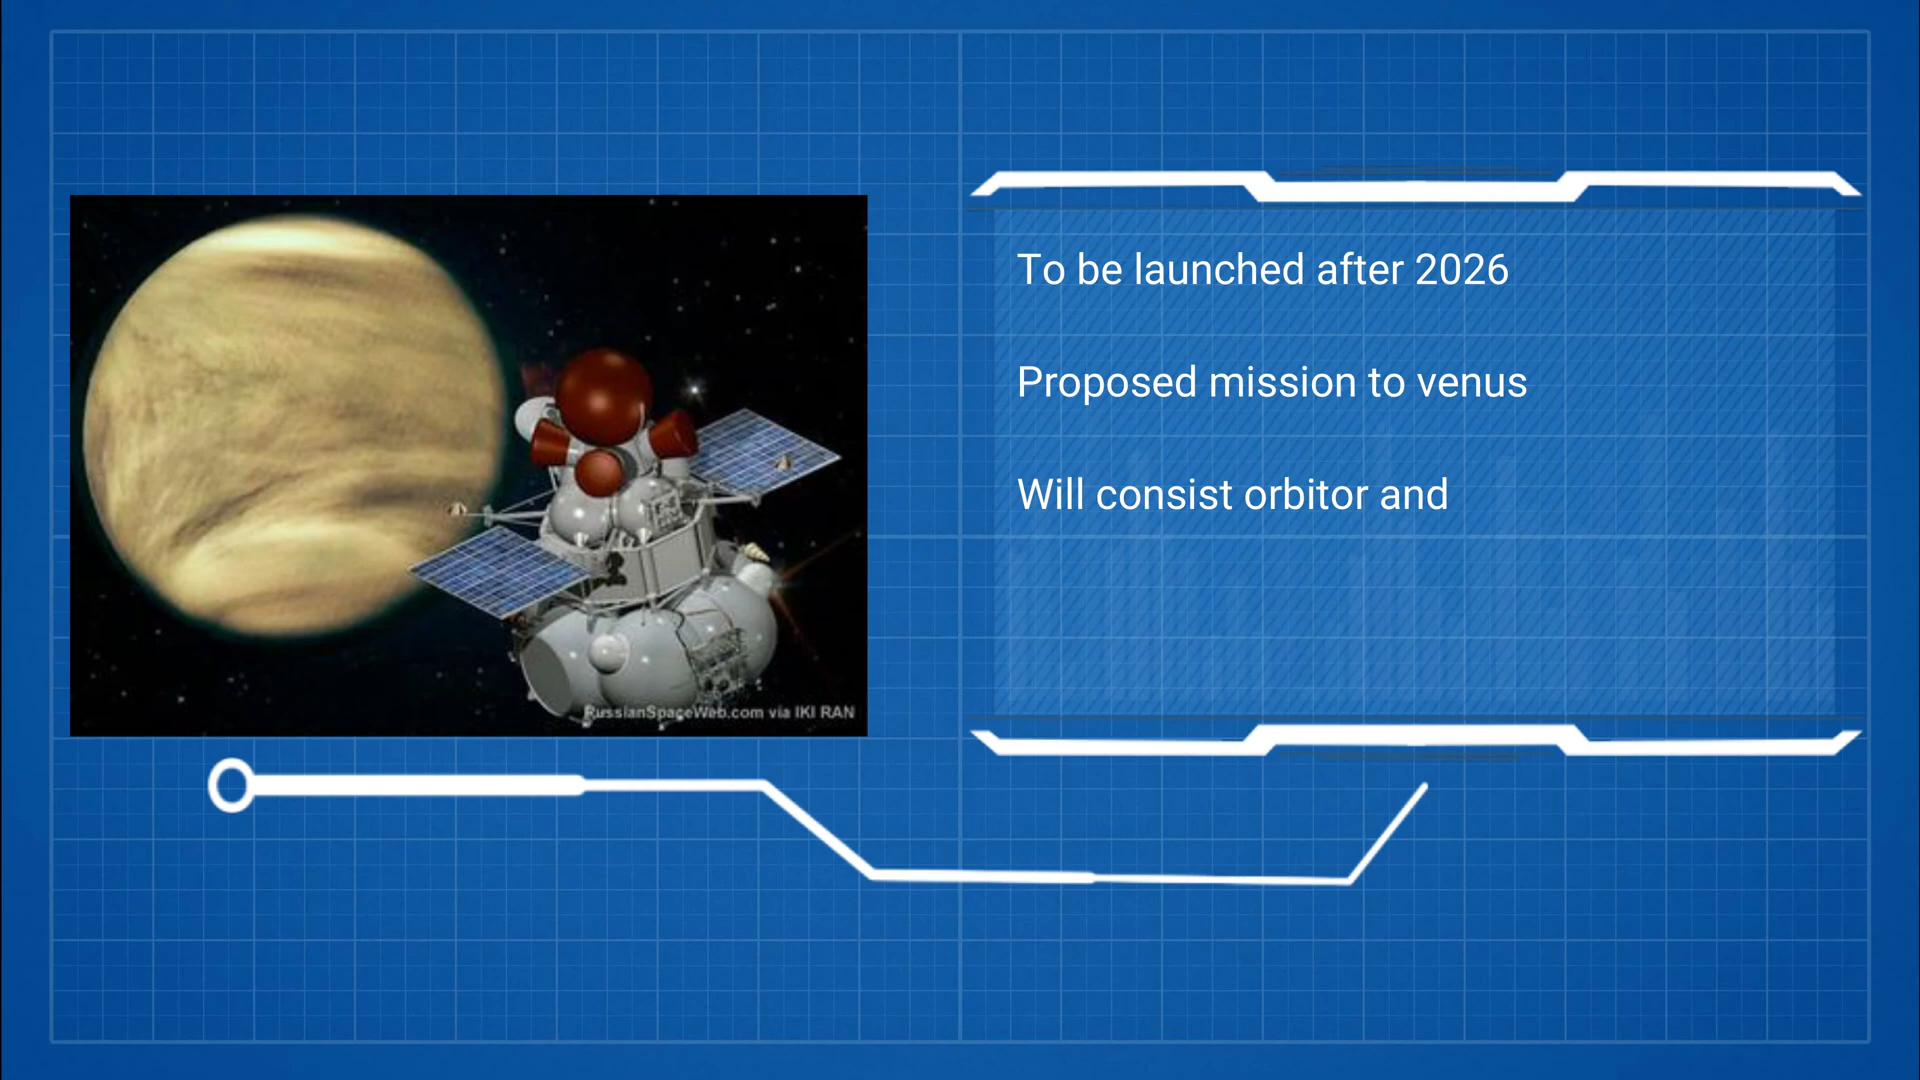 To be launched after 2026
Proposed mission to venus
Will consist orbitor and
RussianSpaceWeb.com via IKI RAN